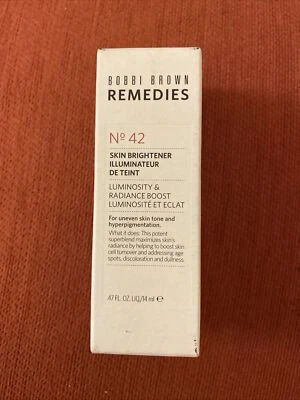 BOBBI BROWN
REMEDIES
Nº 42
SKIN BRIGHTENER
ILLUMINATEUR
DE TEINT
LUMINOSITY &
RADIANCE BOOST
LUMINOSITÉ ET ECLAT
For uneven skin tone and
hyperpigmentation.
What it does: This potent
superblend maximizes skin's
radiance by helping to boost skin
cell turnover and addressing age
spots, discoloration and dullness.
.47 FL. OZ. LIQ./14 ml ℮